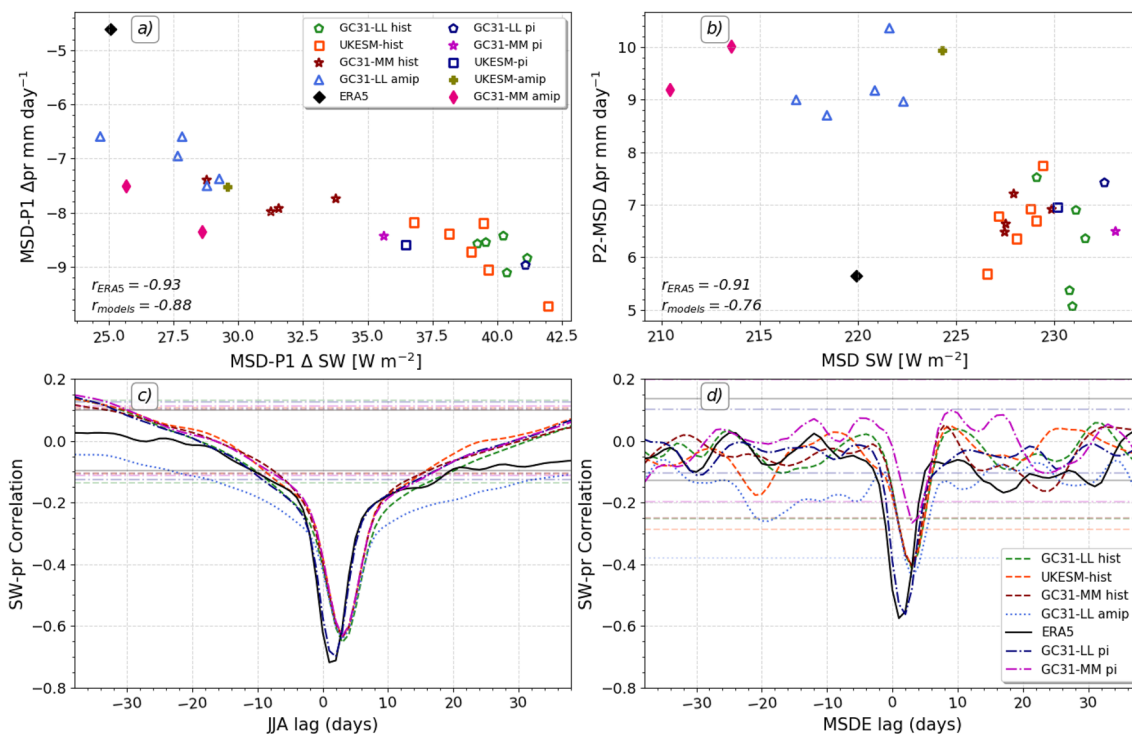 a)
GC31-LL hist
UKESM-hist
GC31-MM hist
GC31-LL amip
ERA5
GC31-LL pi
GC31-MM pi
UKESM-pi
UKESM-amip
GC31-MM amip
−5
−6
−7
−8
−9
MSD-P1 Δpr mm day⁻¹
r_ERA5 = -0.93
r_models = -0.88
25.0 27.5 30.0 32.5 35.0 37.5 40.0 42.5
MSD-P1 Δ SW [W m⁻²]
b)
10
9
8
7
6
5
P2-MSD Δpr mm day⁻¹
r_ERA5 = -0.91
r_models = -0.76
210 215 220 225 230
MSD SW [W m⁻²]
c)
0.2
0.0
−0.2
−0.4
−0.6
−0.8
SW-pr Correlation
−30 −20 −10 0 10 20 30
JJA lag (days)
d)
0.2
0.0
−0.2
−0.4
−0.6
−0.8
SW-pr Correlation
GC31-LL hist
UKESM-hist
GC31-MM hist
GC31-LL amip
ERA5
GC31-LL pi
GC31-MM pi
−30 −20 −10 0 10 20 30
MSDE lag (days)